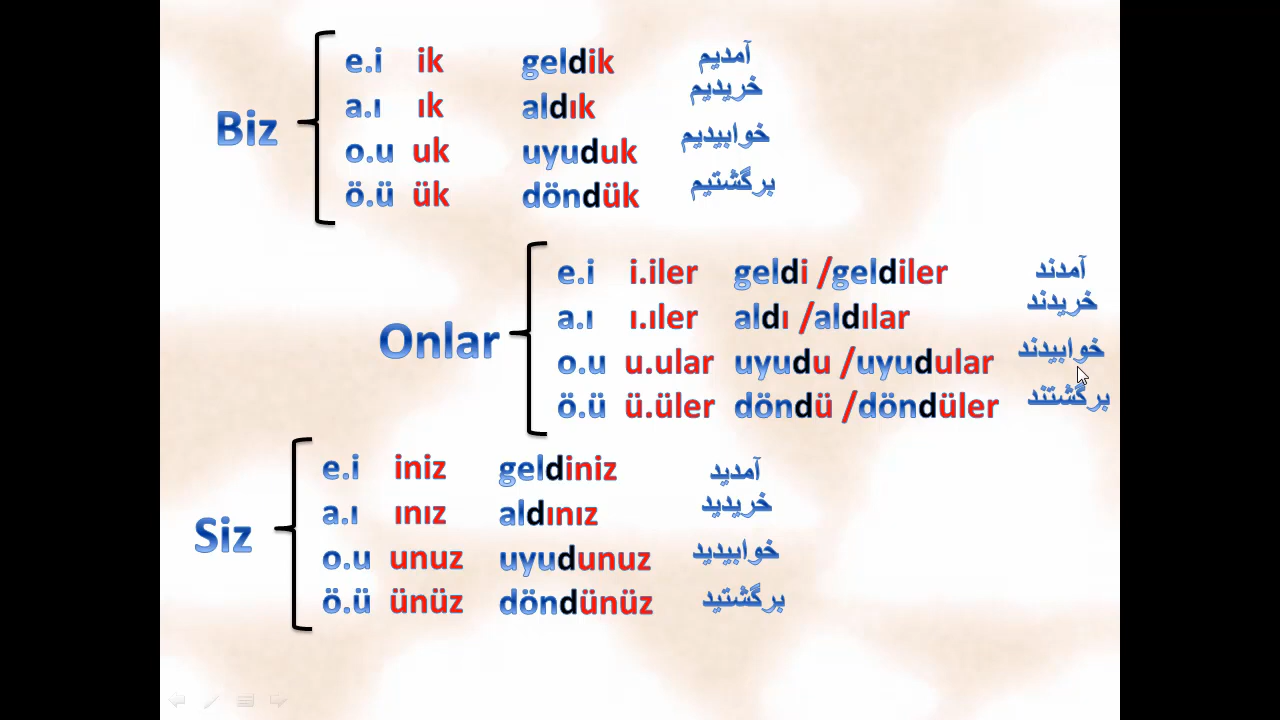 Biz
e.i ik geldik آمدیم
a.ı ık aldık خریدیم
o.u uk uyuduk خوابیدیم
ö.ü ük döndük برگشتیم
Onlar
e.i i.iler geldi /geldiler آمدند
a.ı ı.ıler aldı /aldılar خریدند
o.u u.ular uyudu /uyudular خوابیدند
ö.ü ü.üler döndü /döndüler برگشتند
Siz
e.i iniz geldiniz آمدید
a.ı ınız aldınız خریدید
o.u unuz uyudunuz خوابیدید
ö.ü ünüz döndünüz برگشتید